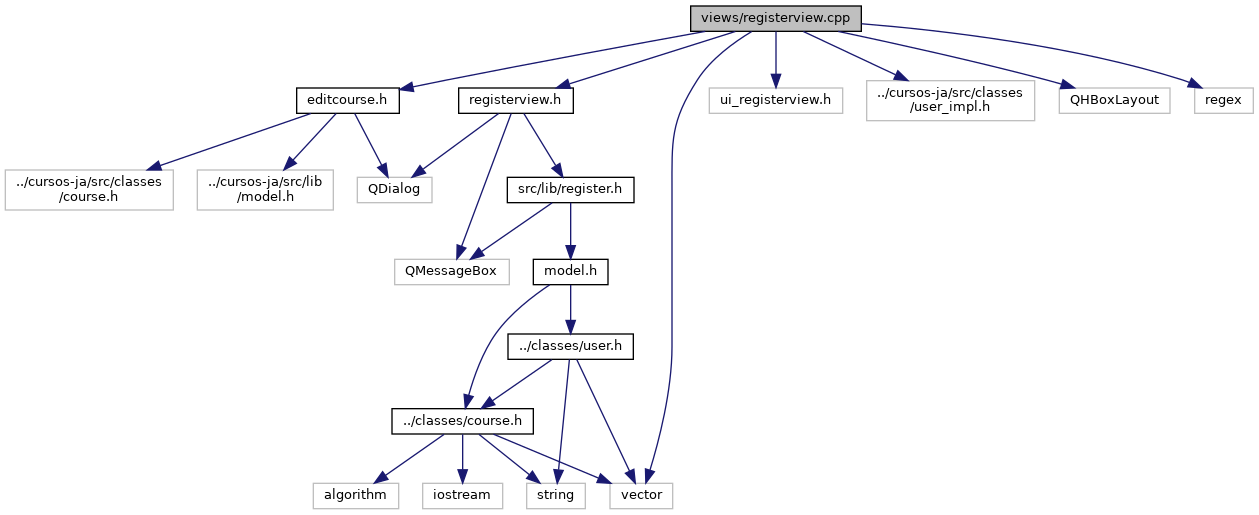 views/registerview.cpp
editcourse.h
registerview.h
ui_registerview.h
../cursos-ja/src/classes
/user_impl.h
QHBoxLayout
regex
../cursos-ja/src/classes
/course.h
../cursos-ja/src/lib
/model.h
QDialog
src/lib/register.h
QMessageBox
model.h
../classes/user.h
../classes/course.h
algorithm
iostream
string
vector